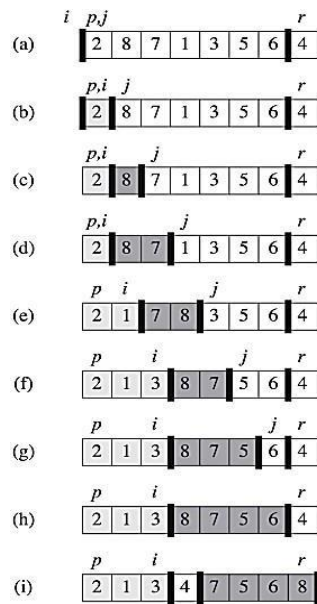 i p,j r
(a) 2 8 7 1 3 5 6 4
p,i j r
(b) 2 8 7 1 3 5 6 4
p,i j r
(c) 2 8 7 1 3 5 6 4
p,i j r
(d) 2 8 7 1 3 5 6 4
p i j r
(e) 2 1 7 8 3 5 6 4
p i j r
(f) 2 1 3 8 7 5 6 4
p i j r
(g) 2 1 3 8 7 5 6 4
p i r
(h) 2 1 3 8 7 5 6 4
p i r
(i) 2 1 3 4 7 5 6 8